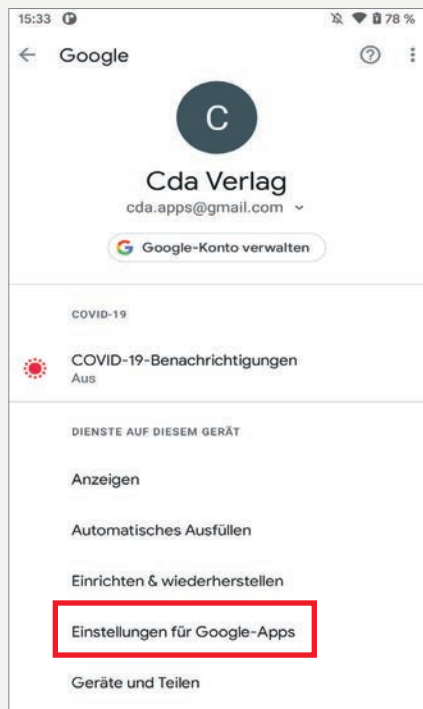 15:33 78 %
Google
C
Cda Verlag
cda.apps@gmail.com
Google-Konto verwalten
COVID-19
COVID-19-Benachrichtigungen
Aus
DIENSTE AUF DIESEM GERÄT
Anzeigen
Automatisches Ausfüllen
Einrichten & wiederherstellen
Einstellungen für Google-Apps
Geräte und Teilen